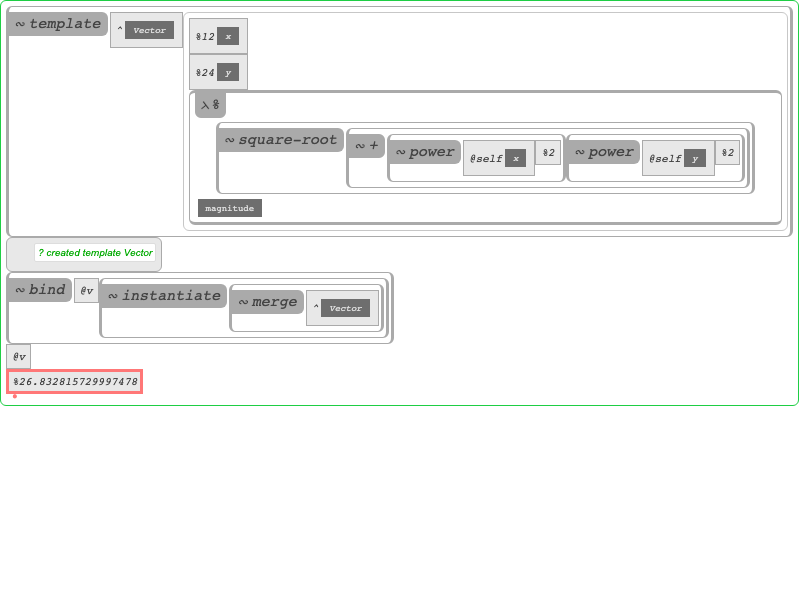 ~ template ^ Vector %12 x
%24 y
λ %
~ square-root ~ + ~ power @self x %2 ~ power @self y %2
magnitude
? created template Vector
~ bind @v ~ instantiate ~ merge ^ Vector
@v
%26.832815729997478